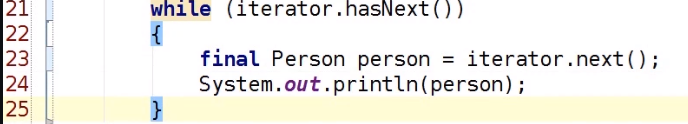 21 while (iterator.hasNext())
22 {
23 final Person person = iterator.next();
24 System.out.println(person);
25 }